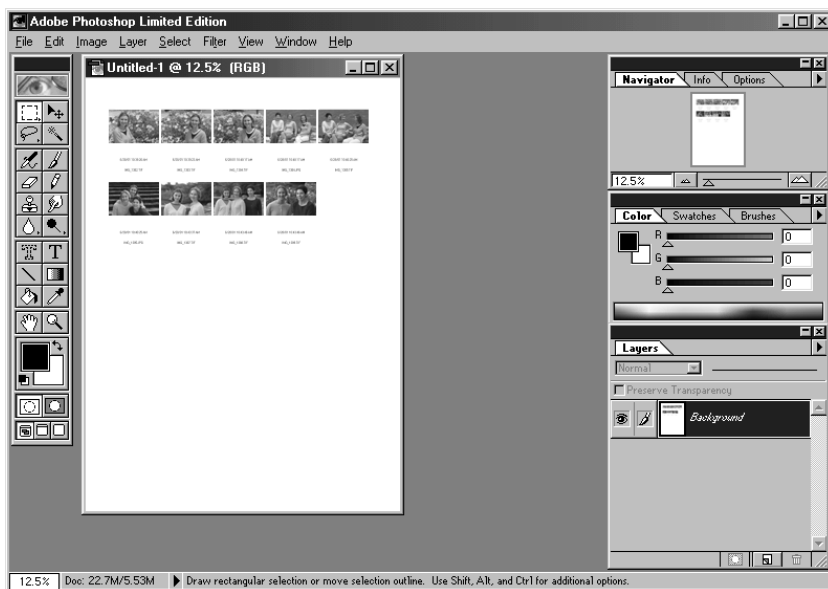 Adobe Photoshop Limited Edition
File Edit Image Layer Select Filter View Window Help
Untitled-1 @ 12.5% (RGB)
Navigator Info Options
12.5%
Color Swatches Brushes
R 0
G 0
B 0
Layers
Normal
Preserve Transparency
Background
12.5% Doc: 22.7M/5.53M Draw rectangular selection or move selection outline. Use Shift, Alt, and Ctrl for additional options.